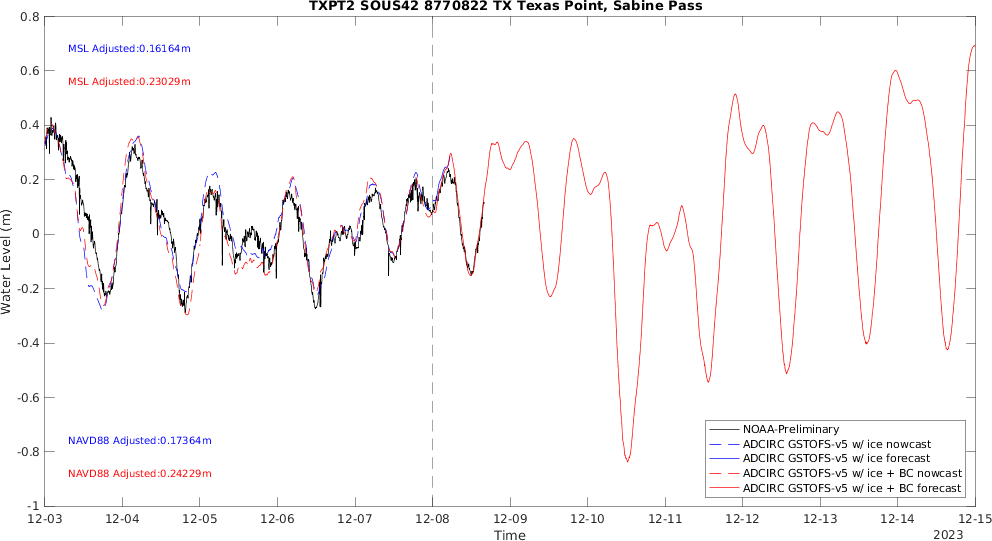 TXPT2 SOUS42 8770822 TX Texas Point, Sabine Pass
MSL Adjusted:0.16164m
MSL Adjusted:0.23029m
NAVD88 Adjusted:0.17364m
NAVD88 Adjusted:0.24229m
Water Level (m)
0.8
0.6
0.4
0.2
0
-0.2
-0.4
-0.6
-0.8
-1
NOAA-Preliminary
ADCIRC GSTOFS-v5 w/ ice nowcast
ADCIRC GSTOFS-v5 w/ ice forecast
ADCIRC GSTOFS-v5 w/ ice + BC nowcast
ADCIRC GSTOFS-v5 w/ ice + BC forecast
12-03 12-04 12-05 12-06 12-07 12-08 12-09 12-10 12-11 12-12 12-13 12-14 12-15
Time
2023